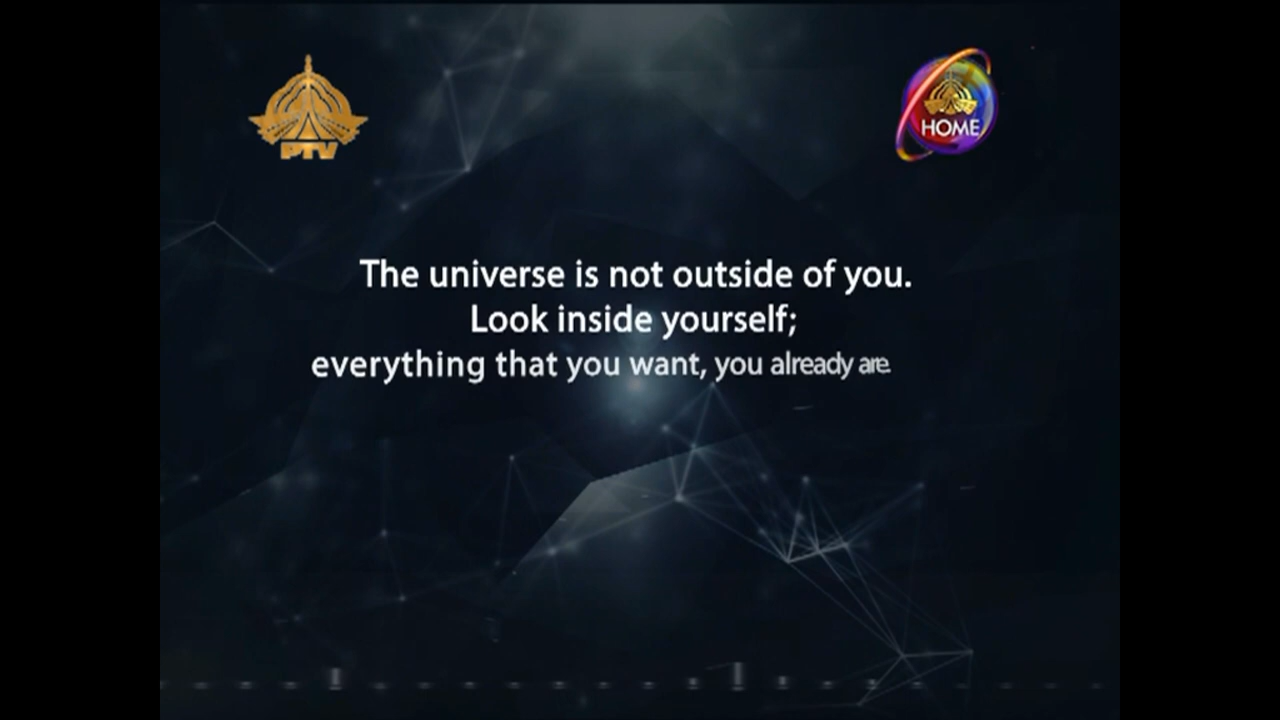 PTV
HOME
The universe is not outside of you.
Look inside yourself;
everything that you want, you already are